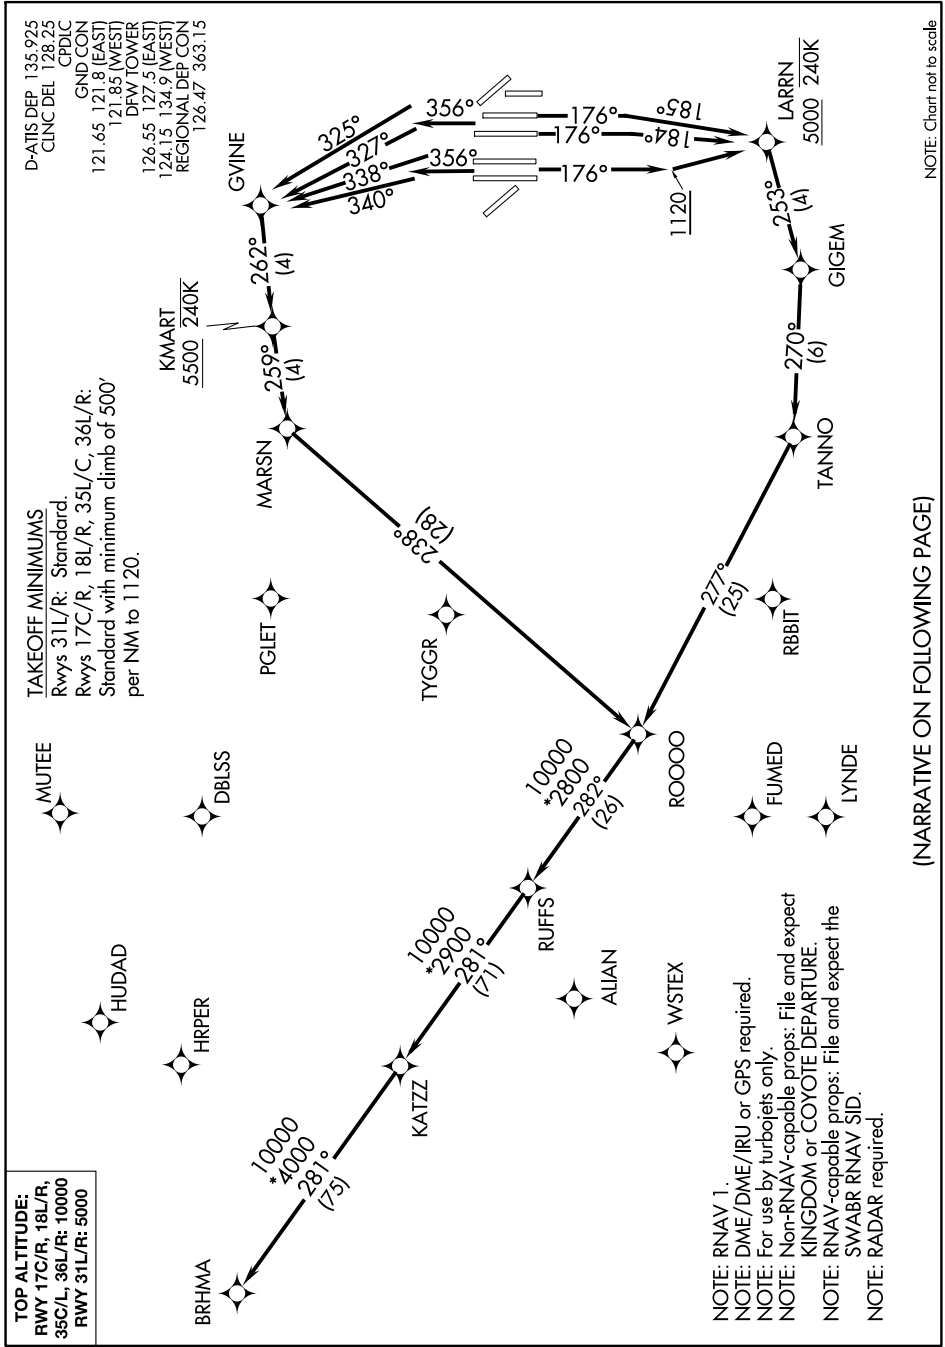 TOP ALTITUDE:
RWY 17C/R, 18L/R,
35C/L, 36L/R: 10000
RWY 31L/R: 5000
TAKEOFF MINIMUMS
Rwys 31L/R: Standard.
Rwys 17C/R, 18L/R, 35L/C, 36L/R:
Standard with minimum climb of 500'
per NM to 1120.
D-ATIS DEP 135.925
CLNC DEL 128.25
CPDLC
GND CON
121.65 121.8 (EAST)
121.85 (WEST)
DFW TOWER
126.55 127.5 (EAST)
124.15 134.9 (WEST)
REGIONAL DEP CON
126.47 363.15
MUTEE
HUDAD
HRPER
DBLSS
PGLET
TYGGR
BRHMA
10000
*4000
281°
(75)
KATZZ
10000
*2900
281°
(71)
RUFFS
10000
*2800
282°
(26)
ROOOO
238°
(28)
MARSN
259°
(4)
KMART
5500 240K
262°
(4)
GVINE
325°
327°
338°
340°
356°
356°
176°
176°
176°
185°
184°
1120
LARRN
5000 240K
253°
(4)
GIGEM
270°
(6)
TANNO
277°
(25)
RBBIT
FUMED
LYNDE
ALIAN
WSTEX
NOTE: RNAV 1.
NOTE: DME/DME/IRU or GPS required.
NOTE: For use by turbojets only.
NOTE: Non-RNAV-capable props: File and expect
KINGDOM or COYOTE DEPARTURE.
NOTE: RNAV-capable props: File and expect the
SWABR RNAV SID.
NOTE: RADAR required.
(NARRATIVE ON FOLLOWING PAGE)
NOTE: Chart not to scale